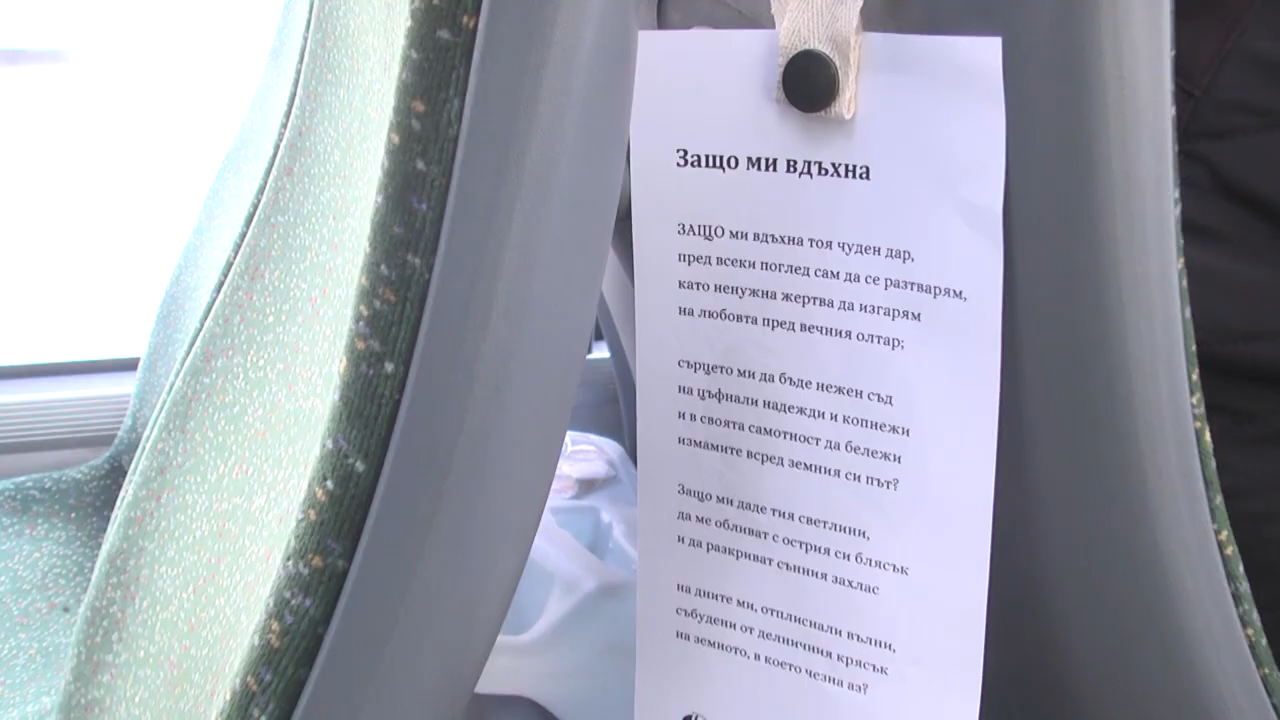 Защо ми вдъхна
ЗАЩО ми вдъхна тоя чуден дар,
пред всеки поглед сам да се разтварям,
като ненужна жертва да изгарям
на любовта пред вечния олтар;
сърцето ми да бъде нежен съд
на цъфнали надежди и копнежи
и в своята самотност да бележи
измамите всред земния си път?
Защо ми даде тия светлини,
да ме обливат с острия си блясък
и да разкриват сънния захлас
на дните ми, отплиснали вълни,
събудени от делничния крясък
на земното, в което чезна аз?